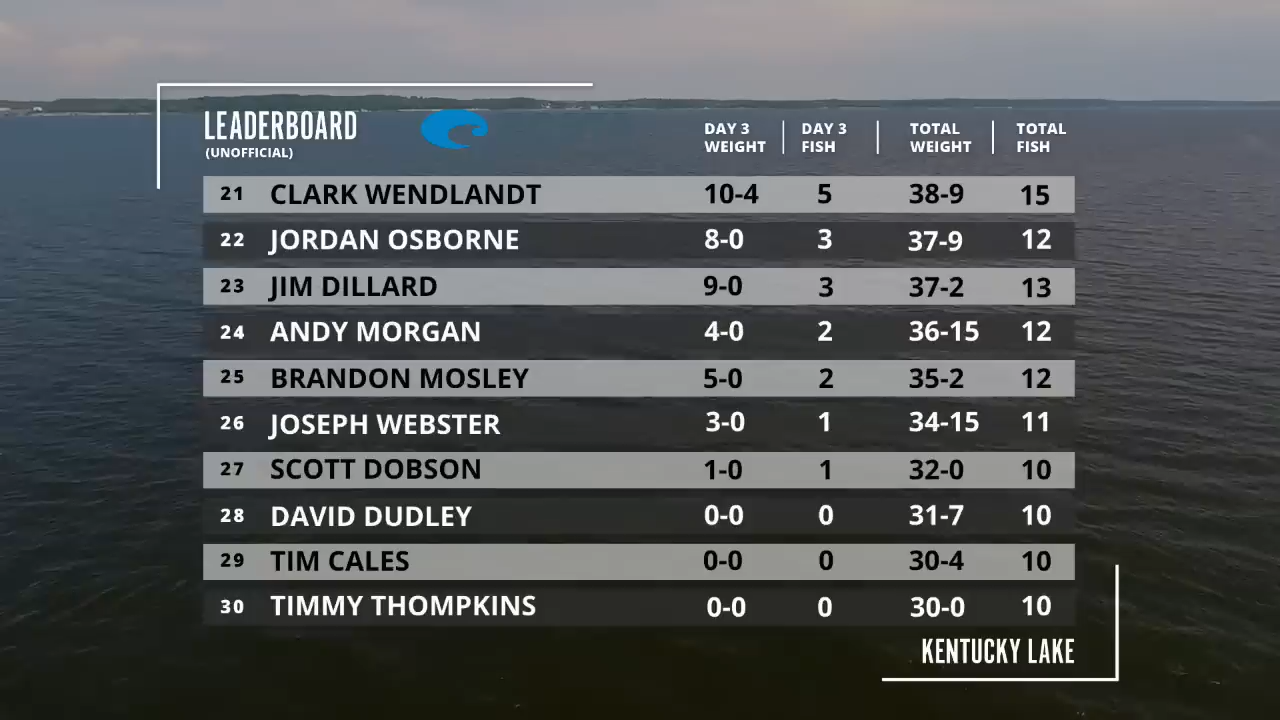 LEADERBOARD
(UNOFFICIAL)
DAY 3 WEIGHT | DAY 3 FISH | TOTAL WEIGHT | TOTAL FISH
21 CLARK WENDLANDT 10-4 5 38-9 15
22 JORDAN OSBORNE 8-0 3 37-9 12
23 JIM DILLARD 9-0 3 37-2 13
24 ANDY MORGAN 4-0 2 36-15 12
25 BRANDON MOSLEY 5-0 2 35-2 12
26 JOSEPH WEBSTER 3-0 1 34-15 11
27 SCOTT DOBSON 1-0 1 32-0 10
28 DAVID DUDLEY 0-0 0 31-7 10
29 TIM CALES 0-0 0 30-4 10
30 TIMMY THOMPKINS 0-0 0 30-0 10
KENTUCKY LAKE